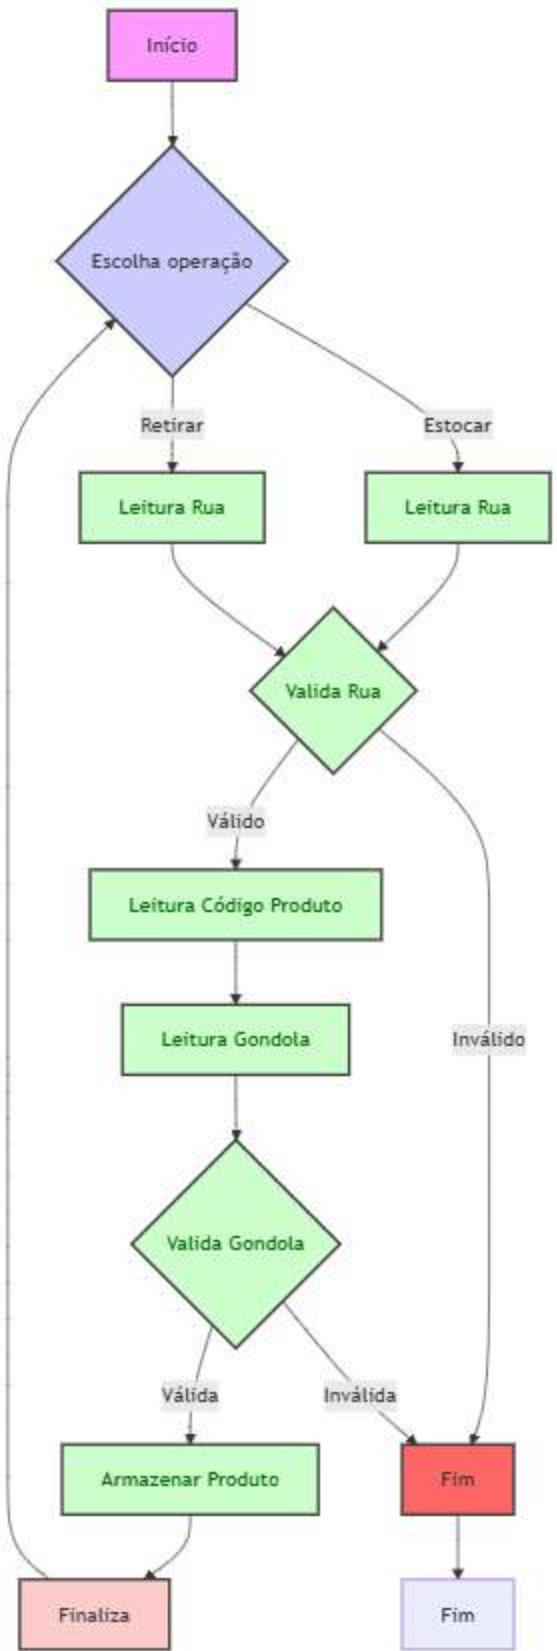 Início
Escolha operação
Retirar
Estocar
Leitura Rua
Leitura Rua
Valida Rua
Válido
Leitura Código Produto
Leitura Gondola
Inválido
Valida Gondola
Válida
Inválida
Armazenar Produto
Fim
Finaliza
Fim